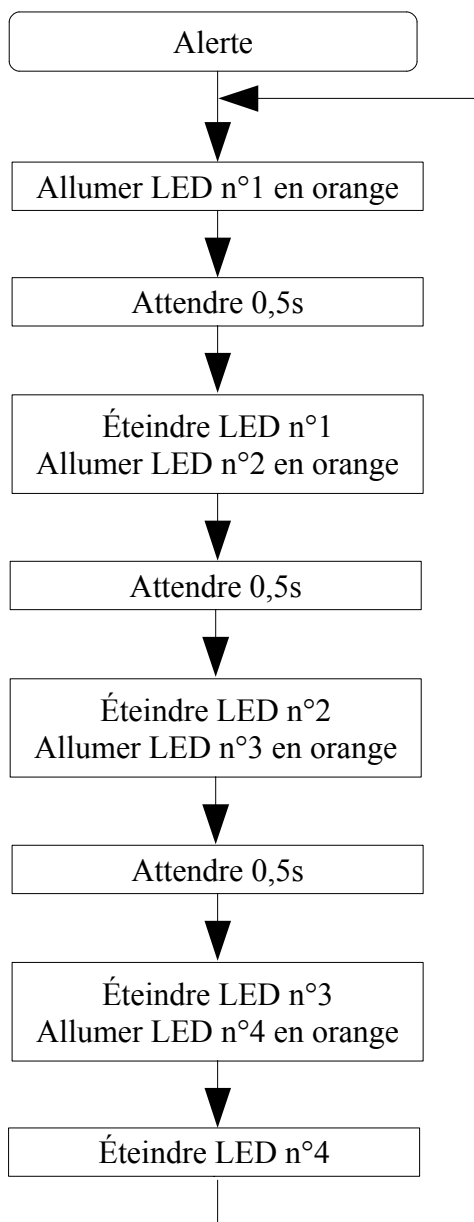 Alerte
Allumer LED n°1 en orange
Attendre 0,5s
Éteindre LED n°1
Allumer LED n°2 en orange
Attendre 0,5s
Éteindre LED n°2
Allumer LED n°3 en orange
Attendre 0,5s
Éteindre LED n°3
Allumer LED n°4 en orange
Éteindre LED n°4